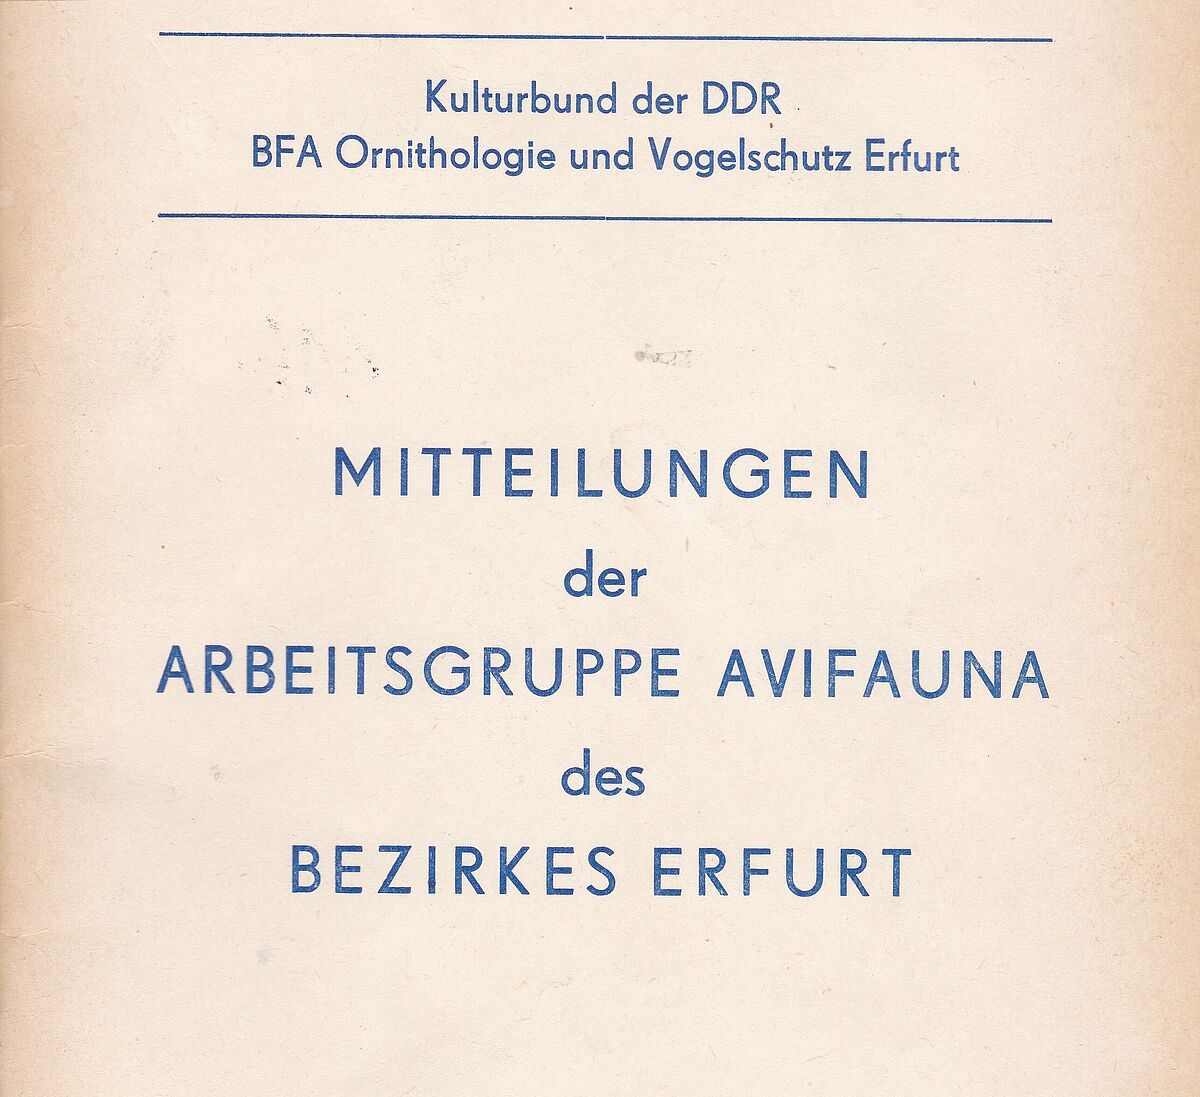 Kulturbund der DDR
BFA Ornithologie und Vogelschutz Erfurt
MITTEILUNGEN
der
ARBEITSGRUPPE AVIFAUNA
des
BEZIRKES ERFURT